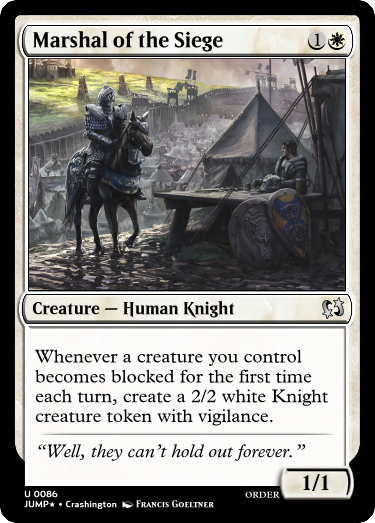 Marshal of the Siege
1
Creature — Human Knight
Whenever a creature you control
becomes blocked for the first time
each turn, create a 2/2 white Knight
creature token with vigilance.
“Well, they can’t hold out forever.”
1/1
U 0086
ORDER
JUMP★ • Crashington Francis Goeltner